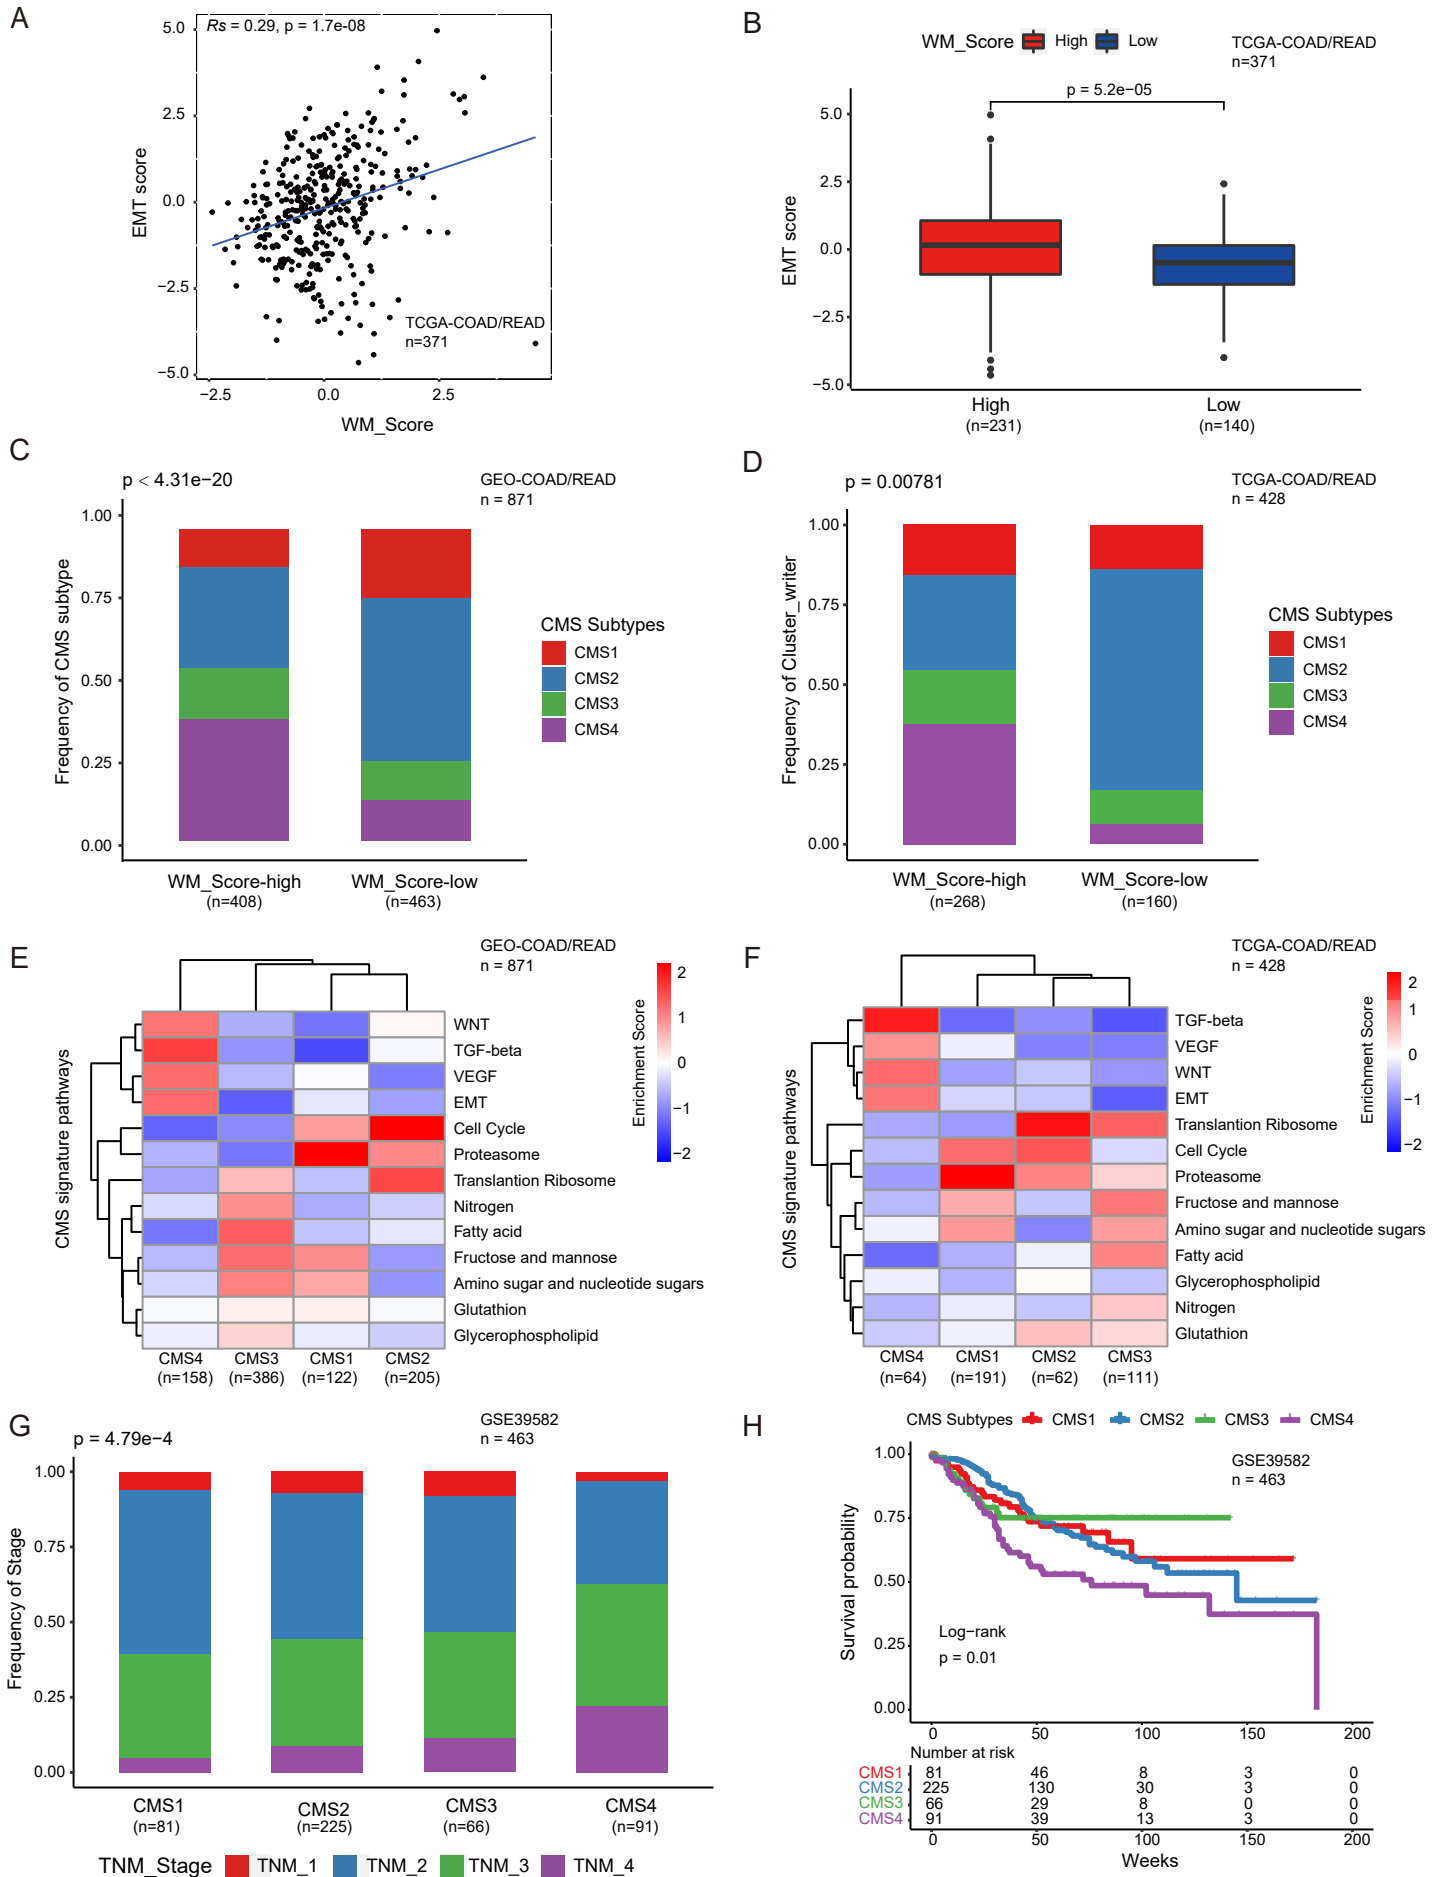 A
Rs = 0.29, p = 1.7e-08
5.0
2.5
0.0
−2.5
−5.0
EMT score
TCGA-COAD/READ
n=371
−2.5
0.0
2.5
WM_Score
B
WM_Score High Low
TCGA-COAD/READ
n=371
p = 5.2e−05
5.0
2.5
0.0
−2.5
−5.0
EMT score
High
(n=231)
Low
(n=140)
C
p < 4.31e−20
GEO-COAD/READ
n = 871
1.00
0.75
0.50
0.25
0.00
Frequency of CMS subtype
CMS Subtypes
CMS1
CMS2
CMS3
CMS4
WM_Score-high
(n=408)
WM_Score-low
(n=463)
D
p = 0.00781
TCGA-COAD/READ
n = 428
1.00
0.75
0.50
0.25
0.00
Frequency of Cluster_writer
CMS Subtypes
CMS1
CMS2
CMS3
CMS4
WM_Score-high
(n=268)
WM_Score-low
(n=160)
E
GEO-COAD/READ
n = 871
CMS signature pathways
WNT
TGF-beta
VEGF
EMT
Cell Cycle
Proteasome
Translantion Ribosome
Nitrogen
Fatty acid
Fructose and mannose
Amino sugar and nucleotide sugars
Glutathion
Glycerophospholipid
Enrichment Score
2
1
0
−1
−2
CMS4
(n=158)
CMS3
(n=386)
CMS1
(n=122)
CMS2
(n=205)
F
TCGA-COAD/READ
n = 428
CMS signature pathways
TGF-beta
VEGF
WNT
EMT
Translantion Ribosome
Cell Cycle
Proteasome
Fructose and mannose
Amino sugar and nucleotide sugars
Fatty acid
Glycerophospholipid
Nitrogen
Glutathion
Enrichment Score
2
1
0
−1
−2
CMS4
(n=64)
CMS1
(n=191)
CMS2
(n=62)
CMS3
(n=111)
G
p = 4.79e−4
GSE39582
n = 463
1.00
0.75
0.50
0.25
0.00
Frequency of Stage
CMS1
(n=81)
CMS2
(n=225)
CMS3
(n=66)
CMS4
(n=91)
TNM_Stage TNM_1 TNM_2 TNM_3 TNM_4
H
CMS Subtypes CMS1 CMS2 CMS3 CMS4
GSE39582
n = 463
1.00
0.75
0.50
0.25
0.00
Survival probability
Log−rank
p = 0.01
0 50 100 150 200
Number at risk
CMS1 81 46 8 3 0
CMS2 225 130 30 3 0
CMS3 66 29 8 0 0
CMS4 91 39 13 3 0
0 50 100 150 200
Weeks